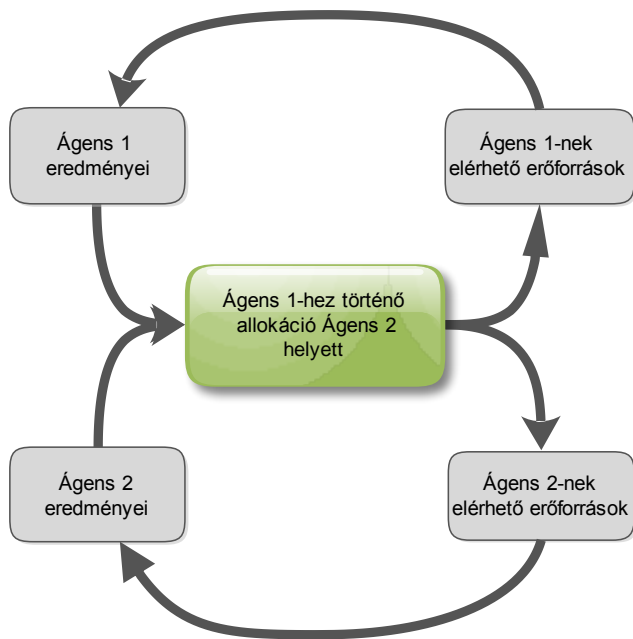 Ágens 1
eredményei
Ágens 1-nek
elérhető erőforrások
Ágens 1-hez történő
allokáció Ágens 2
helyett
Ágens 2
eredményei
Ágens 2-nek
elérhető erőforrások